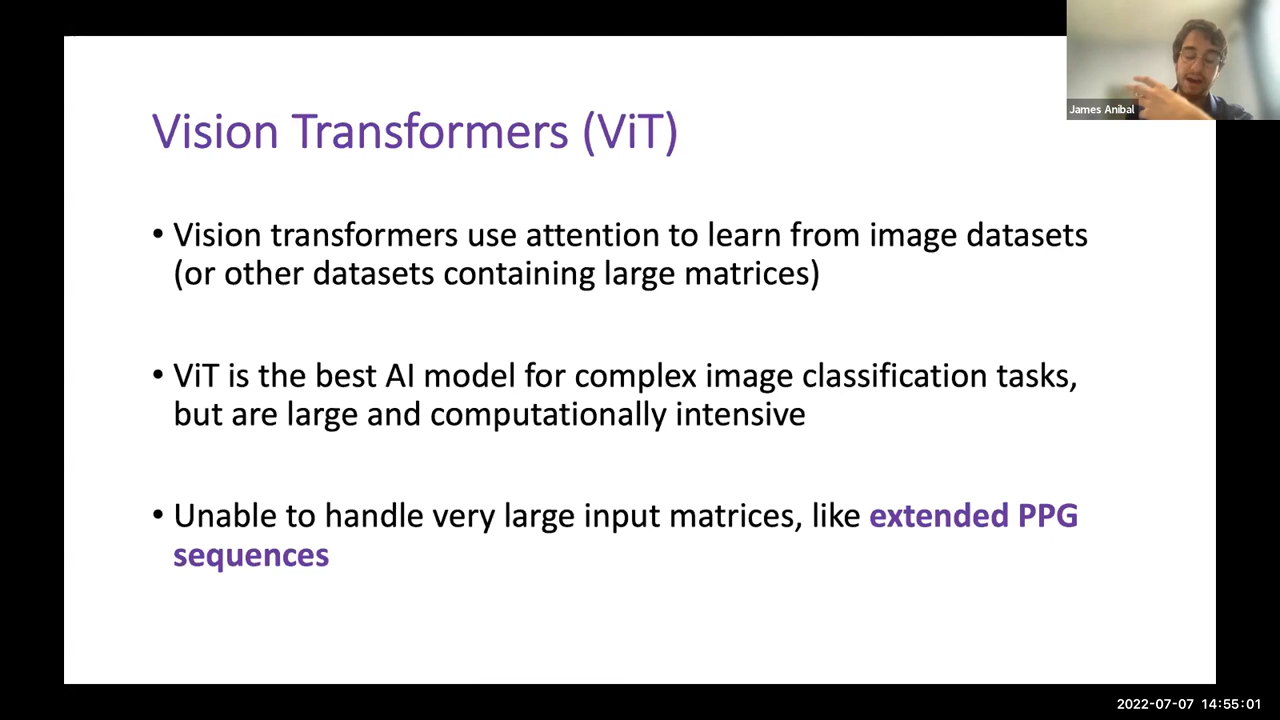 James Anibal
Vision Transformers (ViT)
• Vision transformers use attention to learn from image datasets
(or other datasets containing large matrices)
• ViT is the best AI model for complex image classification tasks,
but are large and computationally intensive
• Unable to handle very large input matrices, like extended PPG
sequences
2022-07-07 14:55:01